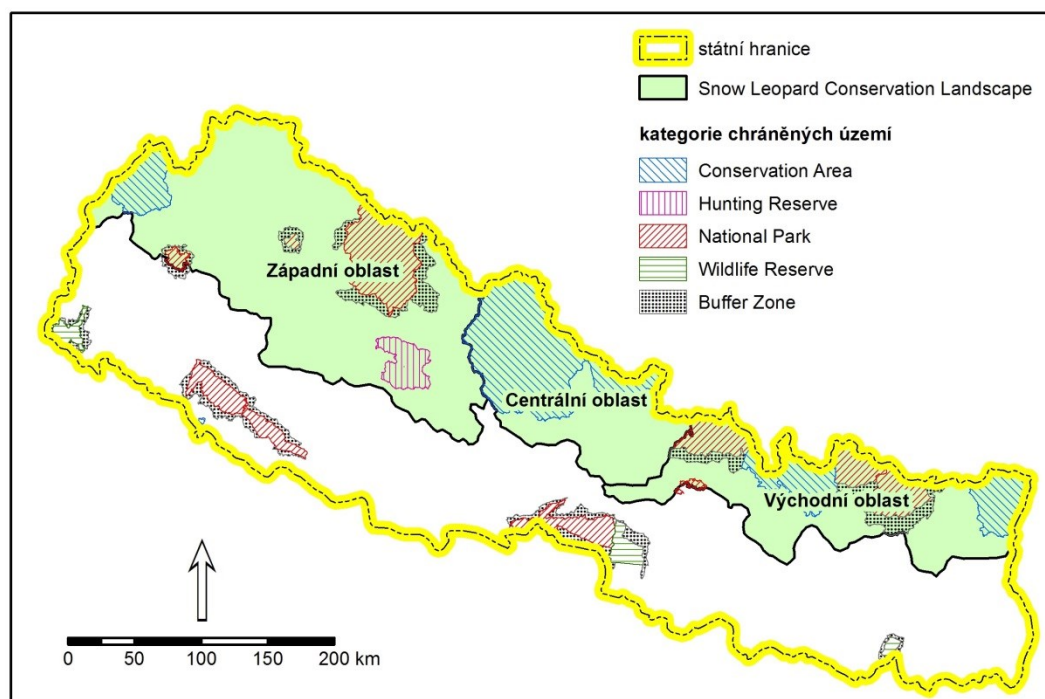 státní hranice
Snow Leopard Conservation Landscape
kategorie chráněných území
Conservation Area
Hunting Reserve
National Park
Wildlife Reserve
Buffer Zone
Západní oblast
Centrální oblast
Východní oblast
0 50 100 150 200 km